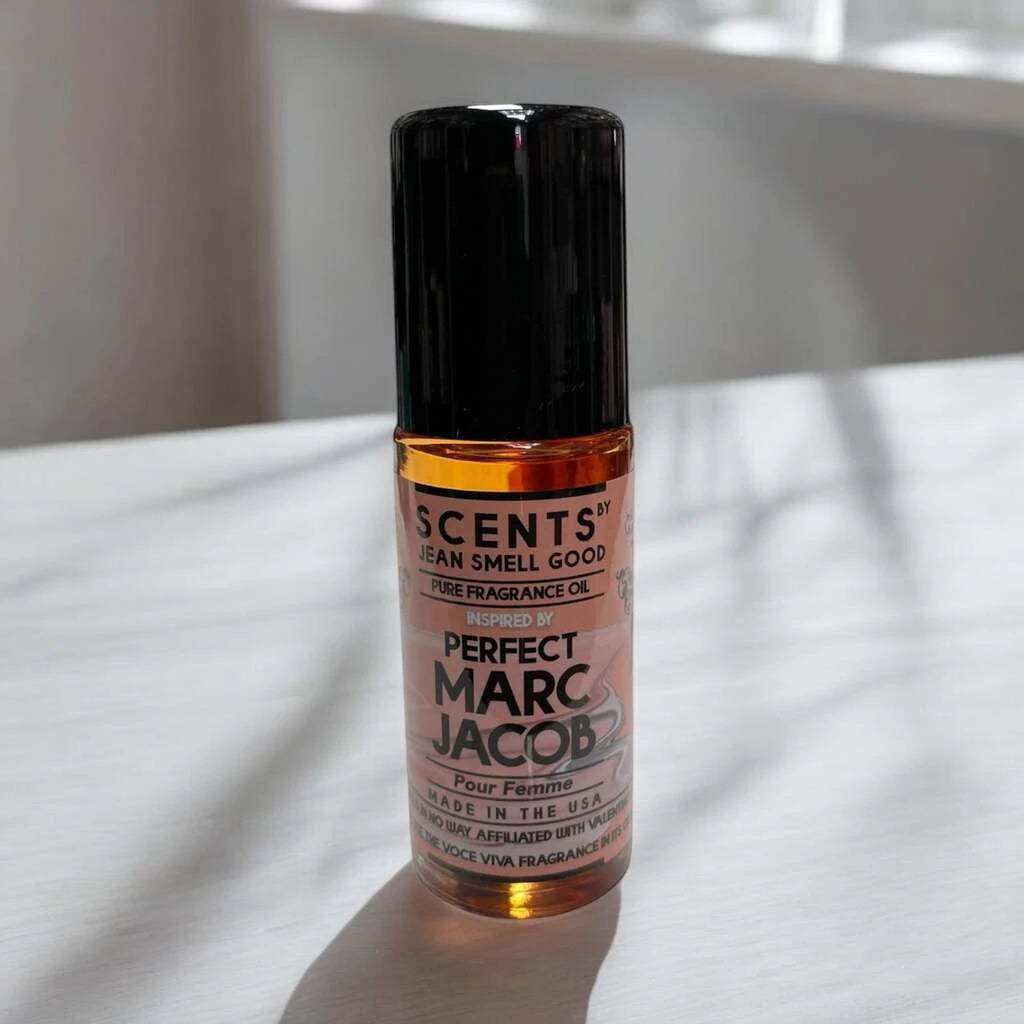 SCENTS BY
JEAN SMELL GOOD
PURE FRAGRANCE OIL
INSPIRED BY
PERFECT
MARC
JACOB
Pour Femme
MADE IN THE USA
IN NO WAY AFFILIATED WITH
THE VOCE VIVA FRAGRANCE IN ITS